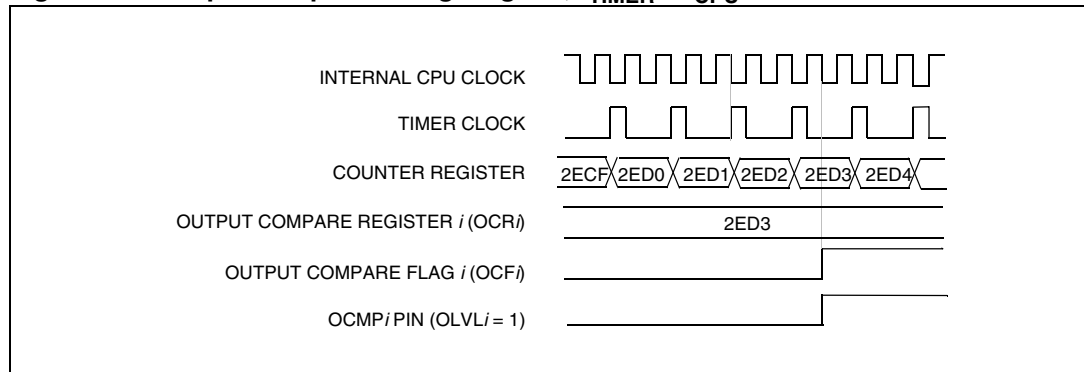 INTERNAL CPU CLOCK
TIMER CLOCK
COUNTER REGISTER 2ECF 2ED0 2ED1 2ED2 2ED3 2ED4
OUTPUT COMPARE REGISTER i (OCRi) 2ED3
OUTPUT COMPARE FLAG i (OCFi)
OCMPi PIN (OLVLi = 1)